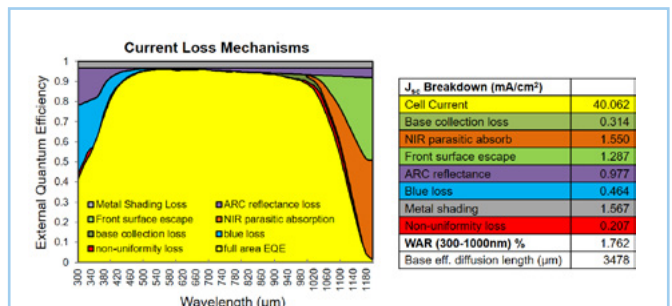 Current Loss Mechanisms
External Quantum Efficiency
1
0.9
0.8
0.7
0.6
0.5
0.4
0.3
0.2
0.1
0
Metal Shading Loss
ARC reflectance loss
Front surface escape
NIR parasitic absorption
base collection loss
blue loss
non-uniformity loss
full area EQE
300 340 380 420 460 500 540 580 620 660 700 740 780 820 860 900 940 980 1020 1060 1100 1140 1180
Wavelength (µm)
Jsc Breakdown (mA/cm²)
Cell Current 40.062
Base collection loss 0.314
NIR parasitic absorb 1.550
Front surface escape 1.287
ARC reflectance 0.977
Blue loss 0.464
Metal shading 1.567
Non-uniformity loss 0.207
WAR (300-1000nm) % 1.762
Base eff. diffusion length (µm) 3478